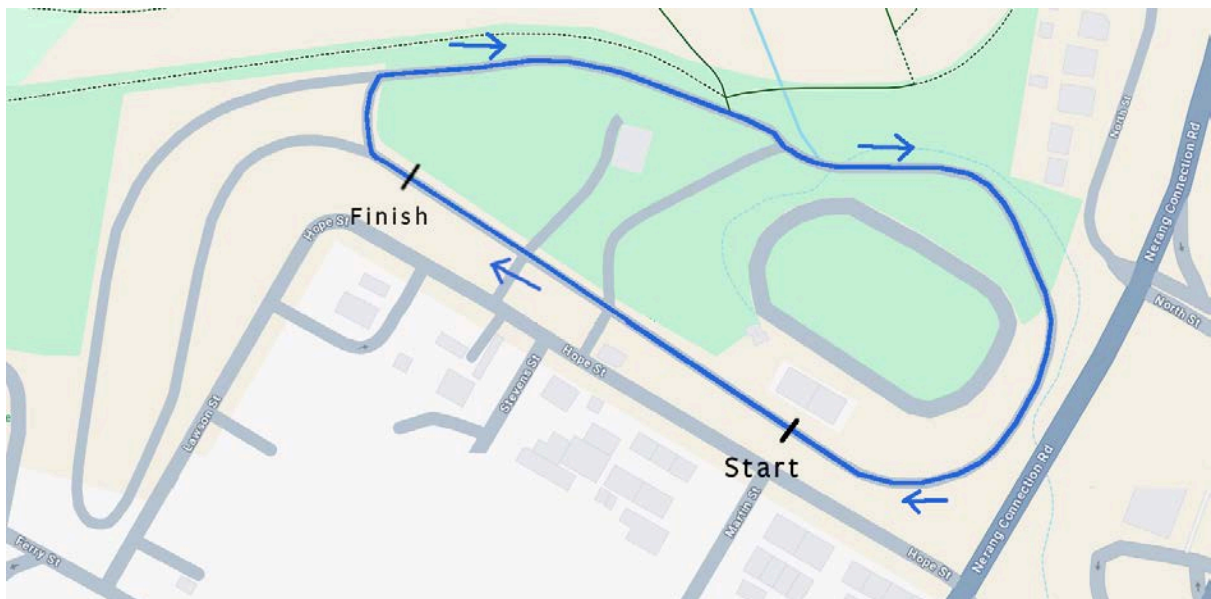 North St
Nerang Connection Rd
Finish
Hope St
North St
Hope St
Stevens St
Lawson St
Start
Martin St
Nerang Connection Rd
Ferry St
Hope St